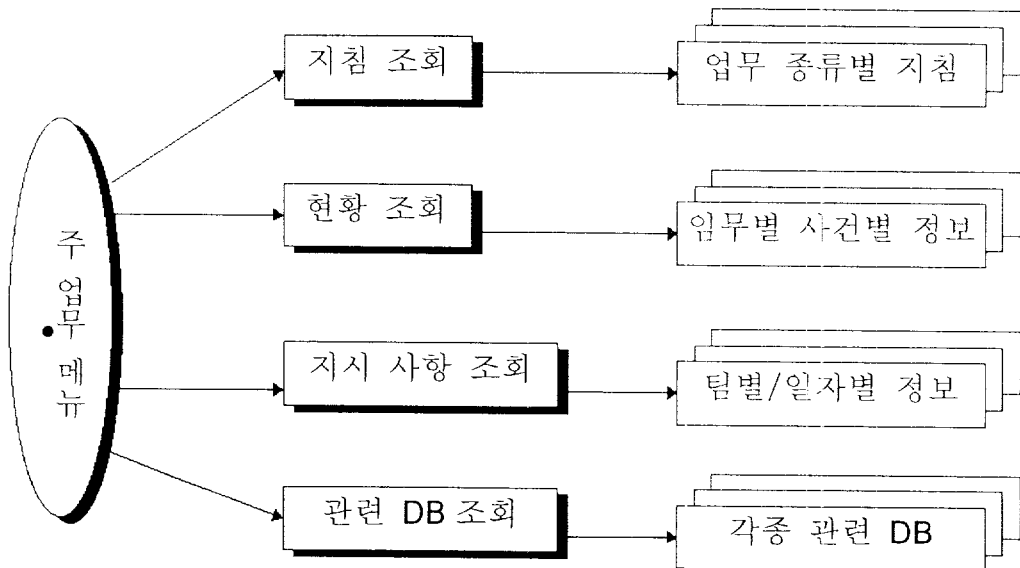 주 업무 메뉴
지침 조회
업무 종류별 지침
현황 조회
임무별 사건별 정보
지시 사항 조회
팀별/일자별 정보
관련 DB 조회
각종 관련 DB